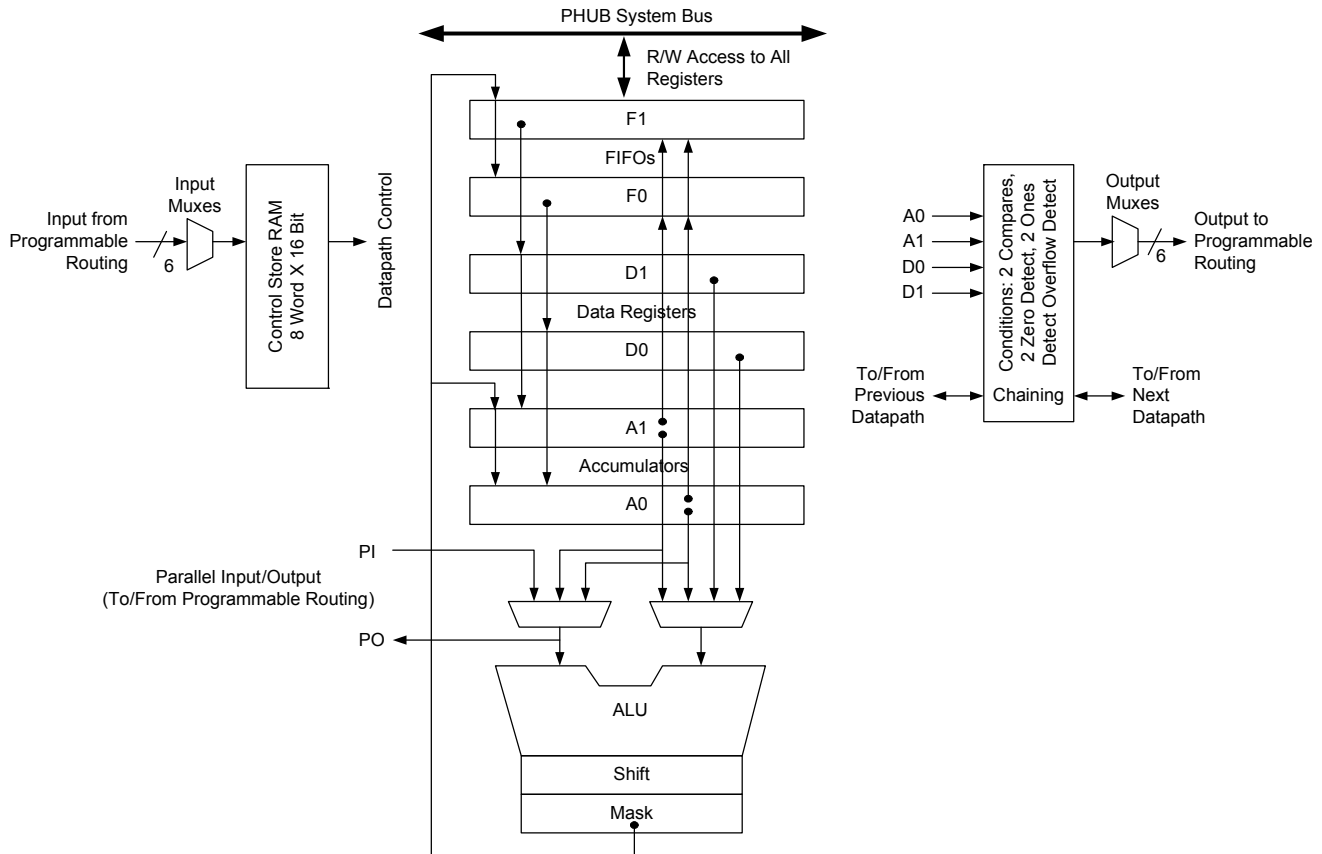 PHUB System Bus
R/W Access to All
Registers
F1
FIFOs
F0
D1
Data Registers
D0
A1
Accumulators
A0
Input from
Programmable
Routing
6
Input
Muxes
Control Store RAM
8 Word X 16 Bit
Datapath Control
A0
A1
D0
D1
Conditions: 2 Compares,
2 Zero Detect, 2 Ones
Detect Overflow Detect
Output
Muxes
6
Output to
Programmable
Routing
To/From
Previous
Datapath
Chaining
To/From
Next
Datapath
PI
Parallel Input/Output
(To/From Programmable Routing)
PO
ALU
Shift
Mask